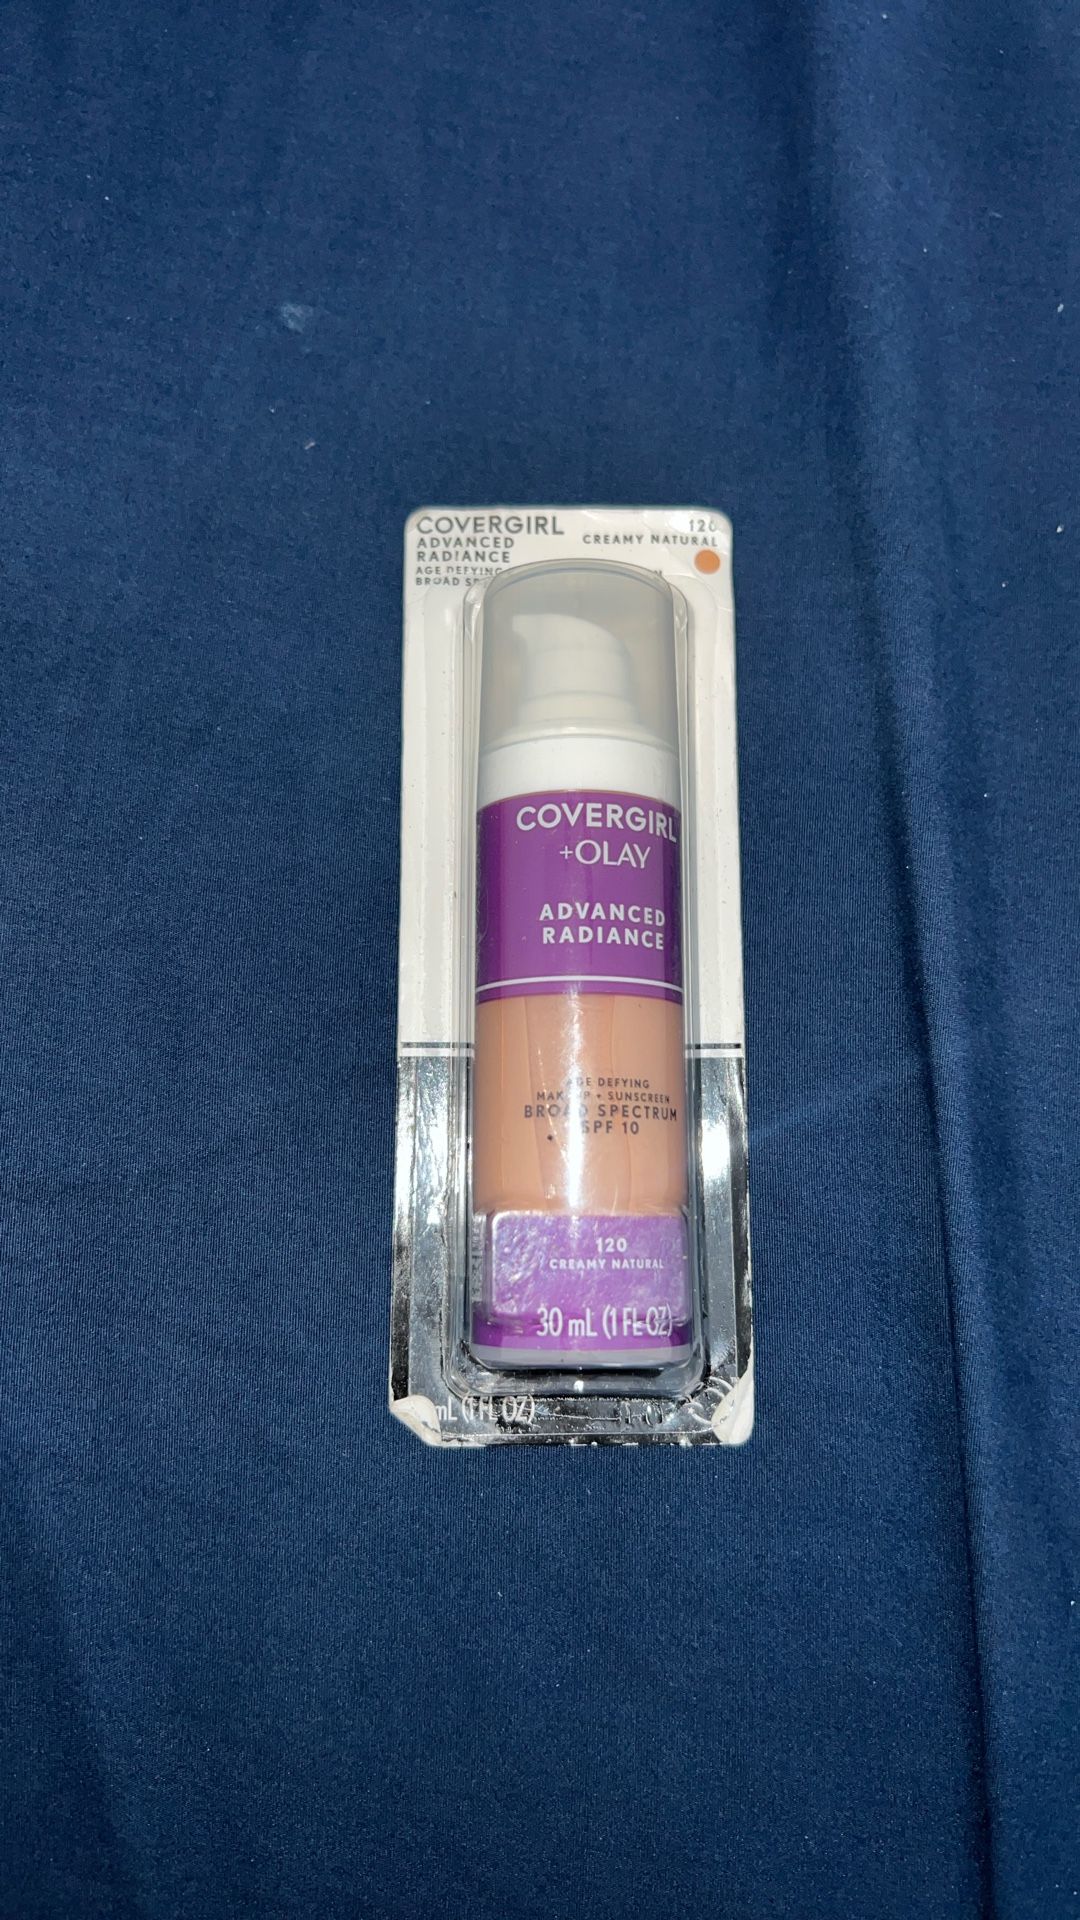 COVERGIRL
ADVANCED
RADIANCE
AGE DEFYING
BROAD
120
CREAMY NATURAL
COVERGIRL
+OLAY
ADVANCED
RADIANCE
AGE DEFYING
MAKEUP + SUNSCREEN
BROAD SPECTRUM
SPF 10
120
CREAMY NATURAL
30 mL (1 FL OZ)
mL (1 FL OZ)